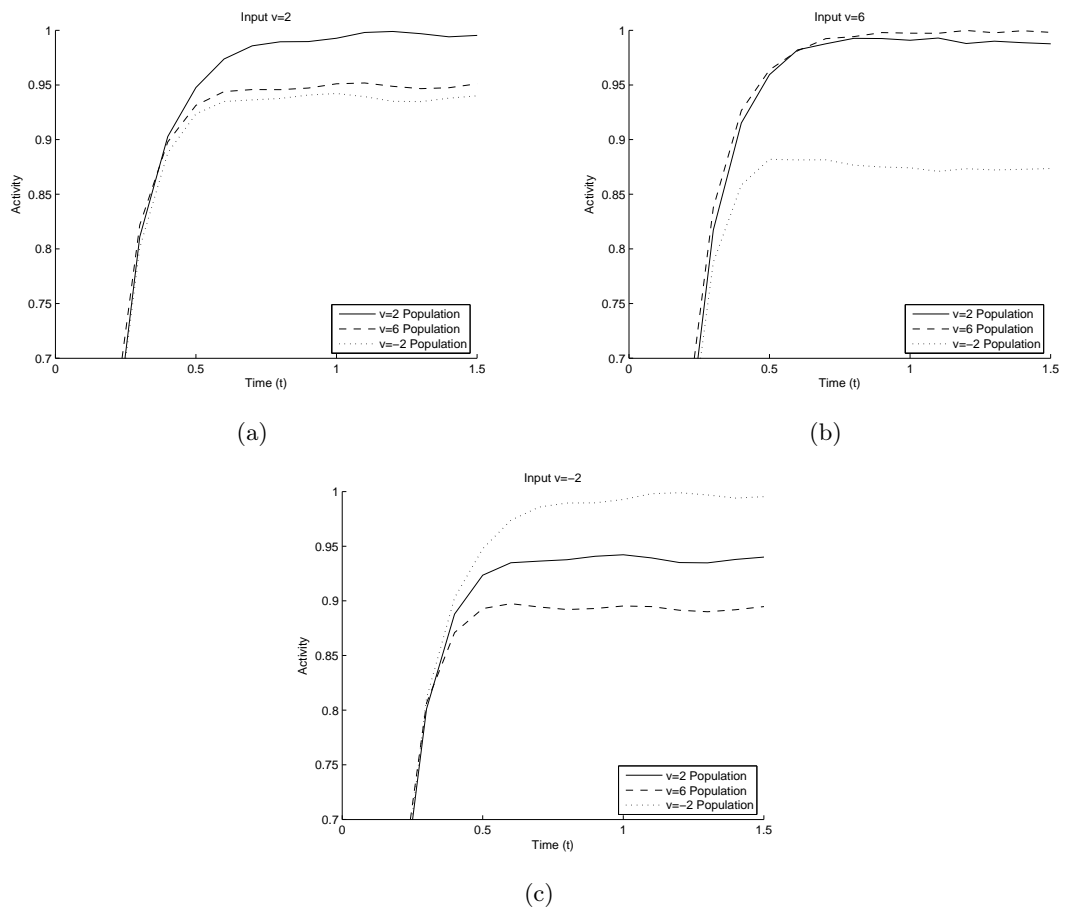 Input v=2
1
0.95
0.9
0.85
0.8
0.75
0.7
Activity
0
0.5
1
1.5
Time (t)
v=2 Population
v=6 Population
v=−2 Population
(a)
Input v=6
1
0.95
0.9
0.85
0.8
0.75
0.7
Activity
0
0.5
1
1.5
Time (t)
v=2 Population
v=6 Population
v=−2 Population
(b)
Input v=−2
1
0.95
0.9
0.85
0.8
0.75
0.7
Activity
0
0.5
1
1.5
Time (t)
v=2 Population
v=6 Population
v=−2 Population
(c)